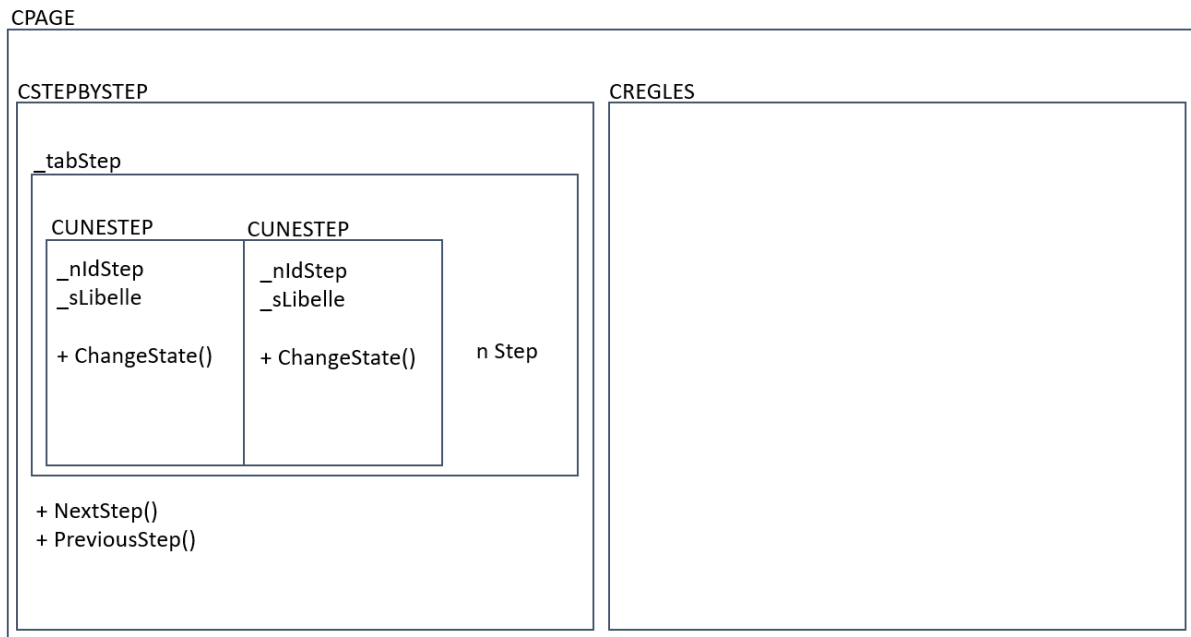 CPAGE
CSTEPBYSTEP
CREGLES
_tabStep
CUNESTEP
CUNESTEP
_nIdStep
_sLibelle
+ ChangeState()
_nIdStep
_sLibelle
+ ChangeState()
n Step
+ NextStep()
+ PreviousStep()